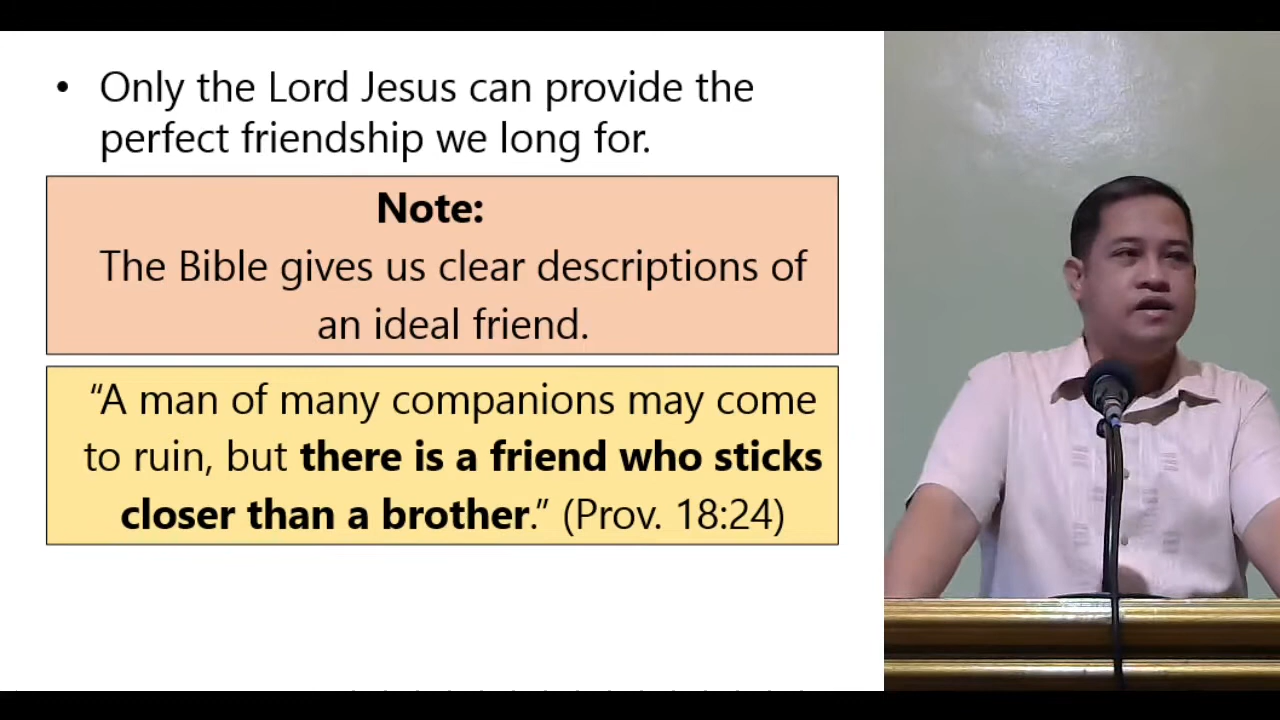 • Only the Lord Jesus can provide the
perfect friendship we long for.
Note:
The Bible gives us clear descriptions of
an ideal friend.
“A man of many companions may come
to ruin, but there is a friend who sticks
closer than a brother.” (Prov. 18:24)